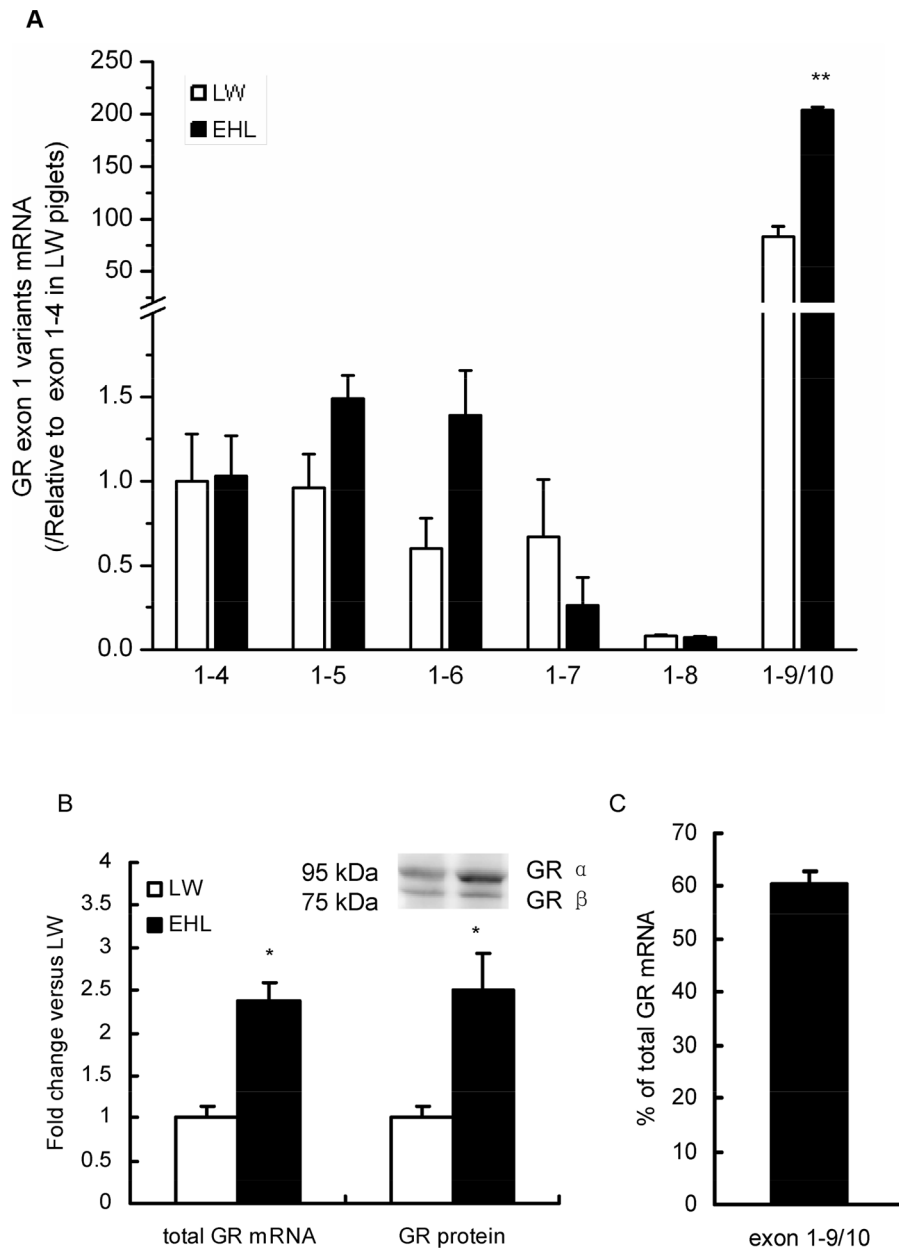 A
250
200
150
100
50
1.5
1.0
0.5
0.0
LW
EHL
**
GR exon 1 variants mRNA
(/Relative to exon 1-4 in LW piglets)
1-4
1-5
1-6
1-7
1-8
1-9/10
B
4
3.5
3
2.5
2
1.5
1
0.5
0
LW
EHL
Fold change versus LW
95 kDa
GR α
75 kDa
GR β
*
*
total GR mRNA
GR protein
C
70
60
50
40
30
20
10
0
% of total GR mRNA
exon 1-9/10